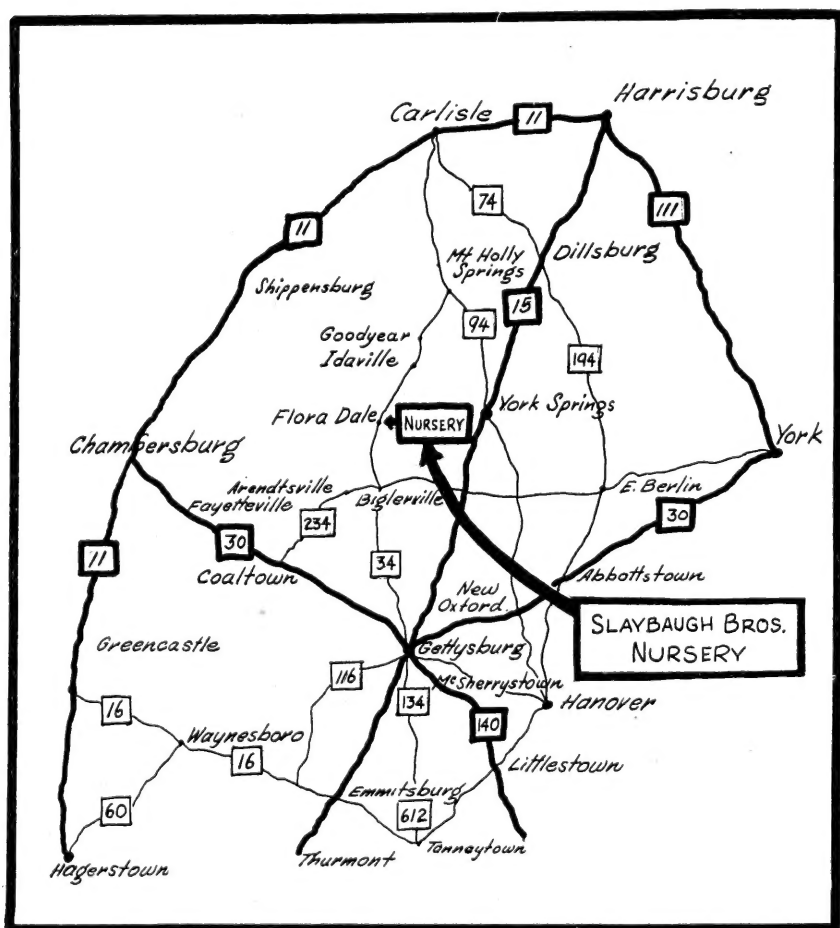 Harrisburg
Carlisle
11
74
111
11
Mt Holly
Springs
Dillsburg
Shippensburg
15
94
Goodyear
Idaville
194
Flora Dale
NURSERY
York Springs
Chambersburg
York
Arendtsville
Fayetteville
Biglerville
E. Berlin
234
30
30
11
34
Coaltown
Abbottstown
New
Oxford.
SLAYBAUGH BROS.
NURSERY
Greencastle
Gettysburg
116
McSherrystown
134
Hanover
16
140
Waynesboro
16
Littlestown
Emmitsburg
60
612
Hagerstown
Thurmont
Tanneytown